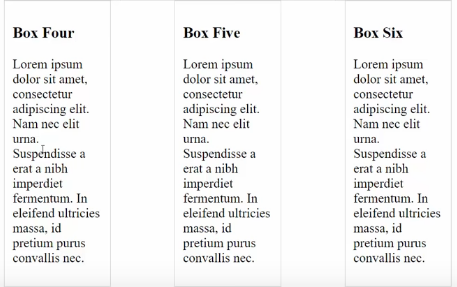 Box Four
Lorem ipsum
dolor sit amet,
consectetur
adipiscing elit.
Nam nec elit
urna.
Suspendisse a
erat a nibh
imperdiet
fermentum. In
eleifend ultricies
massa, id
pretium purus
convallis nec.
Box Five
Lorem ipsum
dolor sit amet,
consectetur
adipiscing elit.
Nam nec elit
urna.
Suspendisse a
erat a nibh
imperdiet
fermentum. In
eleifend ultricies
massa, id
pretium purus
convallis nec.
Box Six
Lorem ipsum
dolor sit amet,
consectetur
adipiscing elit.
Nam nec elit
urna.
Suspendisse a
erat a nibh
imperdiet
fermentum. In
eleifend ultricies
massa, id
pretium purus
convallis nec.